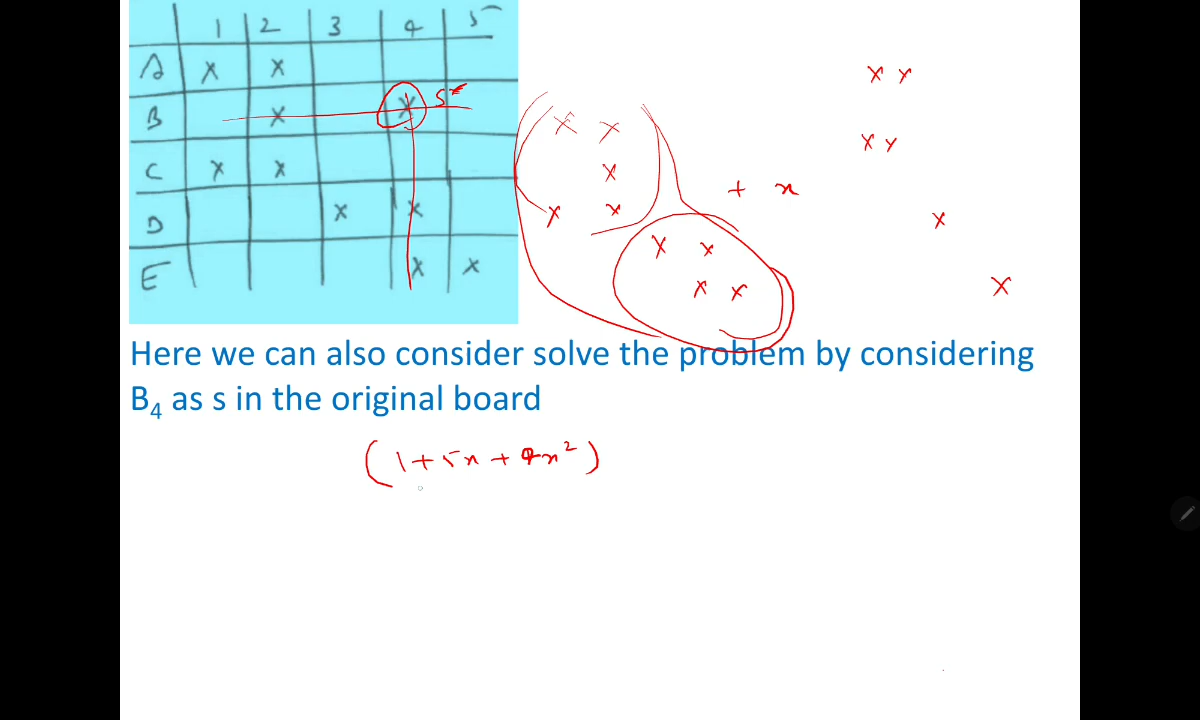 1 2 3 4 5
A X X
B X X S*
C X X
D X X
E X X
X X
X
X X
X X
X X
+ x
X X
X X
X
X
Here we can also consider solve the problem by considering
B₄ as s in the original board
(1+5x+4x²)